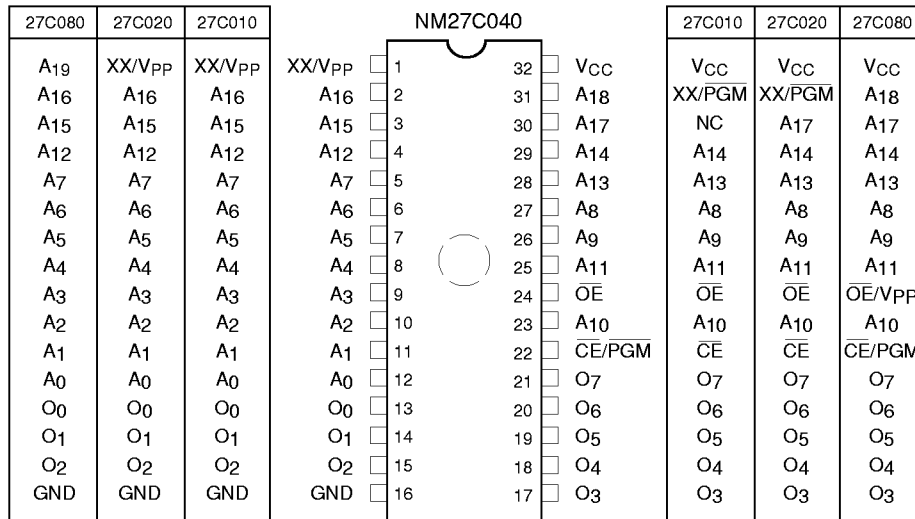 27C080 27C020 27C010 NM27C040 27C010 27C020 27C080
A19 XX/VPP XX/VPP XX/VPP 1 32 VCC VCC VCC VCC
A16 A16 A16 A16 2 31 A18 XX/PGM XX/PGM A18
A15 A15 A15 A15 3 30 A17 NC A17 A17
A12 A12 A12 A12 4 29 A14 A14 A14 A14
A7 A7 A7 A7 5 28 A13 A13 A13 A13
A6 A6 A6 A6 6 27 A8 A8 A8 A8
A5 A5 A5 A5 7 26 A9 A9 A9 A9
A4 A4 A4 A4 8 25 A11 A11 A11 A11
A3 A3 A3 A3 9 24 OE OE OE OE/VPP
A2 A2 A2 A2 10 23 A10 A10 A10 A10
A1 A1 A1 A1 11 22 CE/PGM CE CE CE/PGM
A0 A0 A0 A0 12 21 O7 O7 O7 O7
O0 O0 O0 O0 13 20 O6 O6 O6 O6
O1 O1 O1 O1 14 19 O5 O5 O5 O5
O2 O2 O2 O2 15 18 O4 O4 O4 O4
GND GND GND GND 16 17 O3 O3 O3 O3